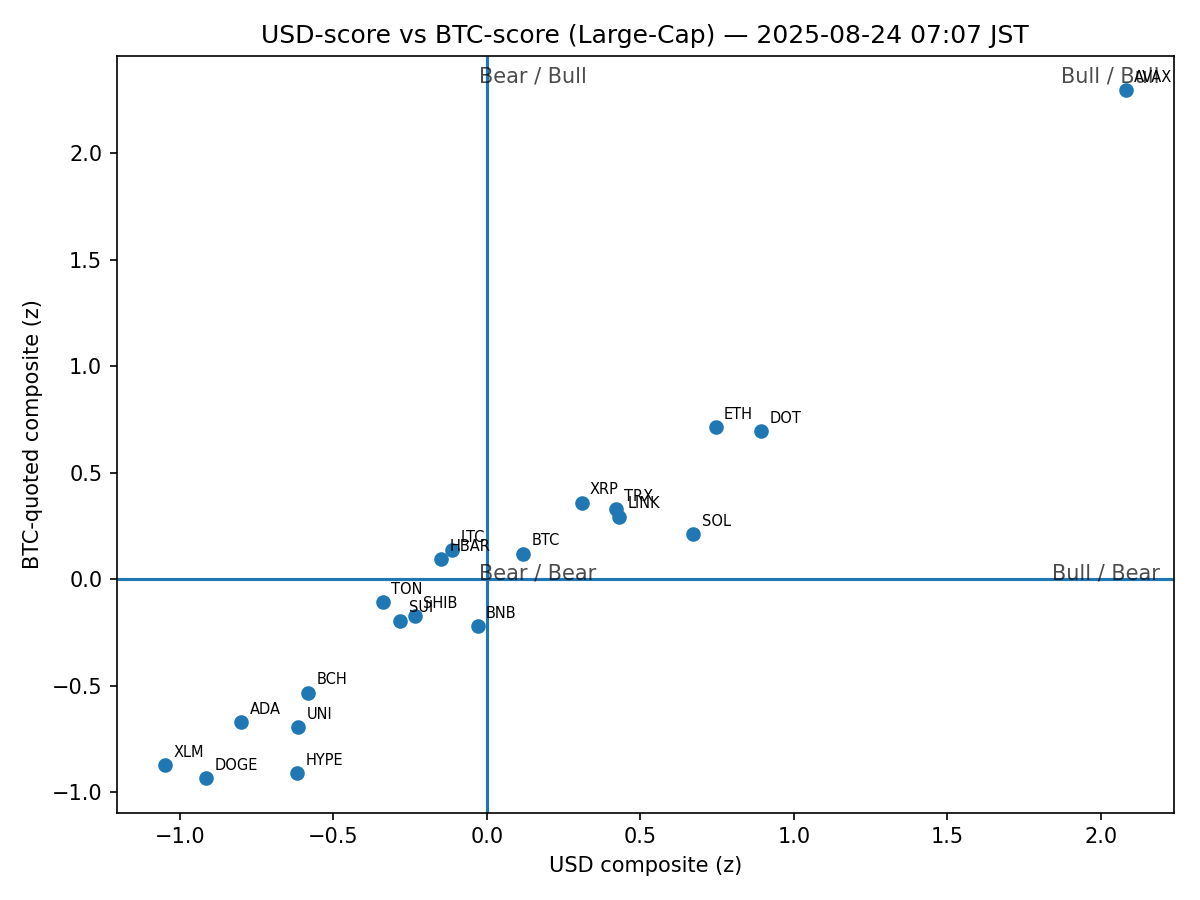 USD-score vs BTC-score (Large-Cap) — 2025-08-24 07:07 JST
Bear / Bull
Bull / Bull
AVAX
2.0
1.5
1.0
0.5
0.0
−0.5
−1.0
BTC-quoted composite (z)
ETH
DOT
XRP
TRX
LINK
SOL
LTC
HBAR
BTC
Bear / Bear
Bull / Bear
TON
SUI
SHIB
BNB
BCH
ADA
UNI
XLM
DOGE
HYPE
−1.0
−0.5
0.0
0.5
1.0
1.5
2.0
USD composite (z)